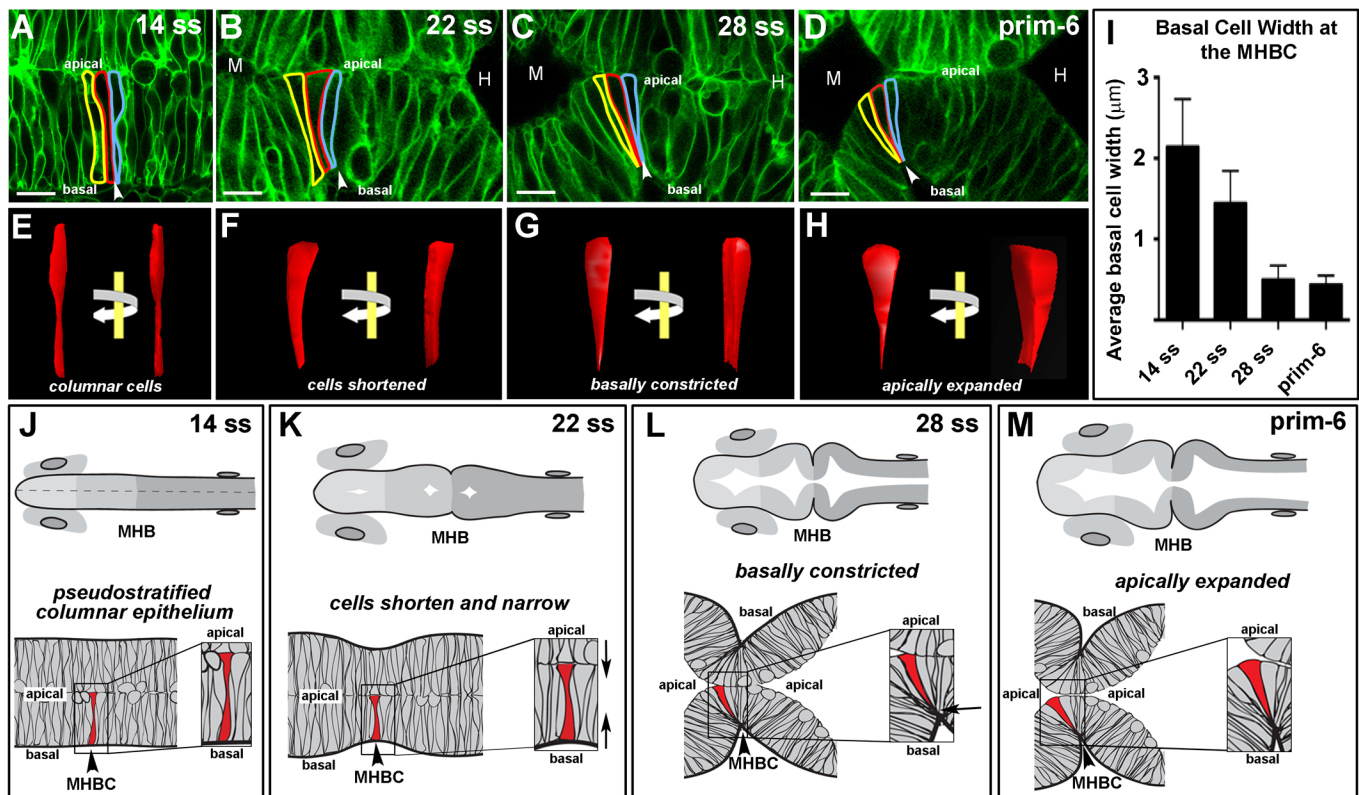 A
14 ss
apical
basal
B
22 ss
M
apical
H
basal
C
28 ss
M
apical
H
basal
D
prim-6
M
apical
H
basal
E
columnar cells
F
cells shortened
G
basally constricted
H
apically expanded
I
Basal Cell Width at
the MHBC
Average basal cell width (μm)
3
2
1
14 ss
22 ss
28 ss
prim-6
J
14 ss
MHB
pseudostratified
columnar epithelium
apical
apical
basal
basal
MHBC
K
22 ss
MHB
cells shorten and narrow
apical
apical
basal
basal
MHBC
L
28 ss
MHB
basally constricted
basal
apical
apical
apical
basal
MHBC
M
prim-6
MHB
apically expanded
basal
apical
apical
apical
basal
MHBC